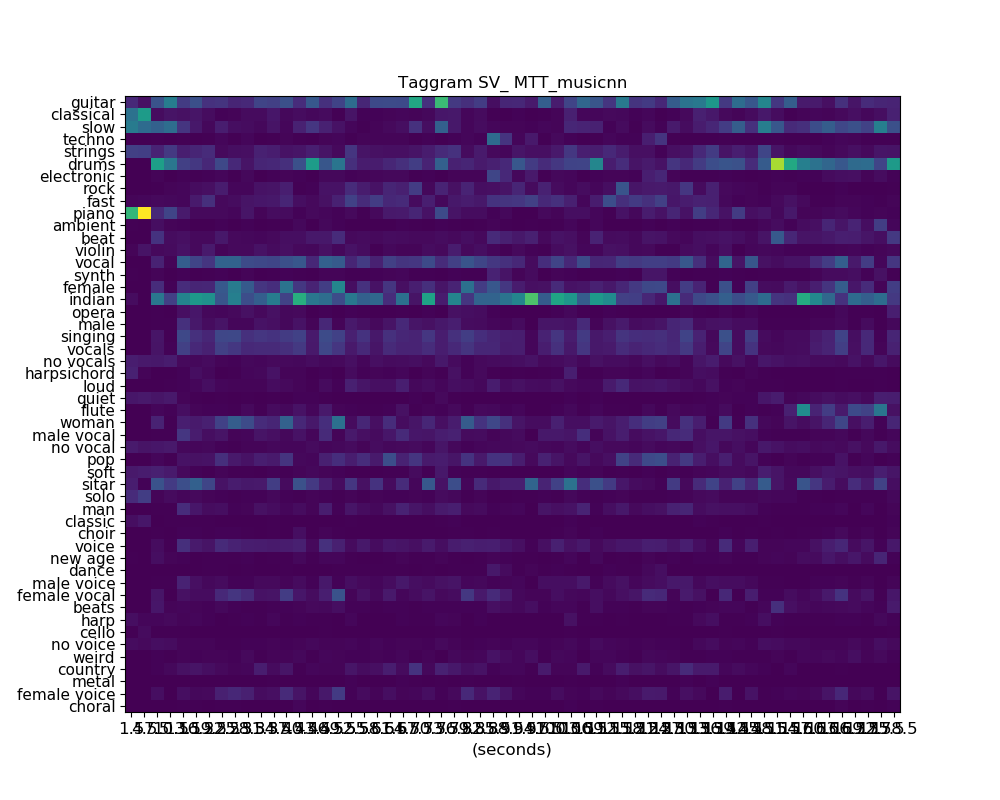 Taggram SV_ MTT_musicnn
guitar
classical
slow
techno
strings
drums
electronic
rock
fast
piano
ambient
beat
violin
vocal
synth
female
indian
opera
male
singing
vocals
no vocals
harpsichord
loud
quiet
flute
woman
male vocal
no vocal
pop
soft
sitar
solo
man
classic
choir
voice
new age
dance
male voice
female vocal
beats
harp
cello
no voice
weird
country
metal
female voice
choral
(seconds)